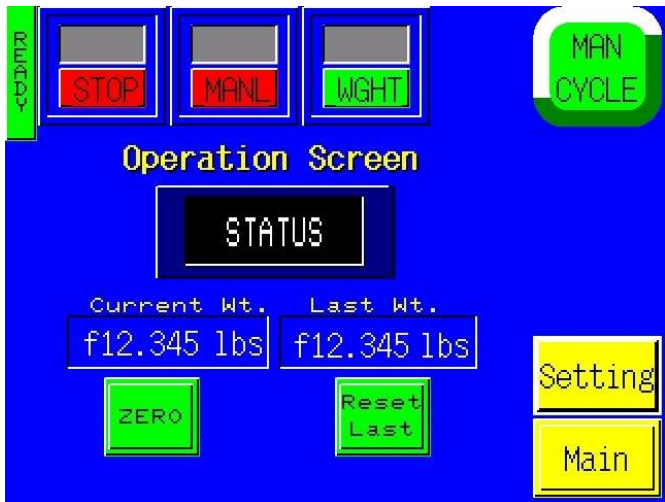 READY
STOP
MANL
WGHT
MAN
CYCLE
Operation Screen
STATUS
Current Wt.
Last Wt.
f12.345 lbs
f12.345 lbs
ZERO
Reset
Last
Setting
Main